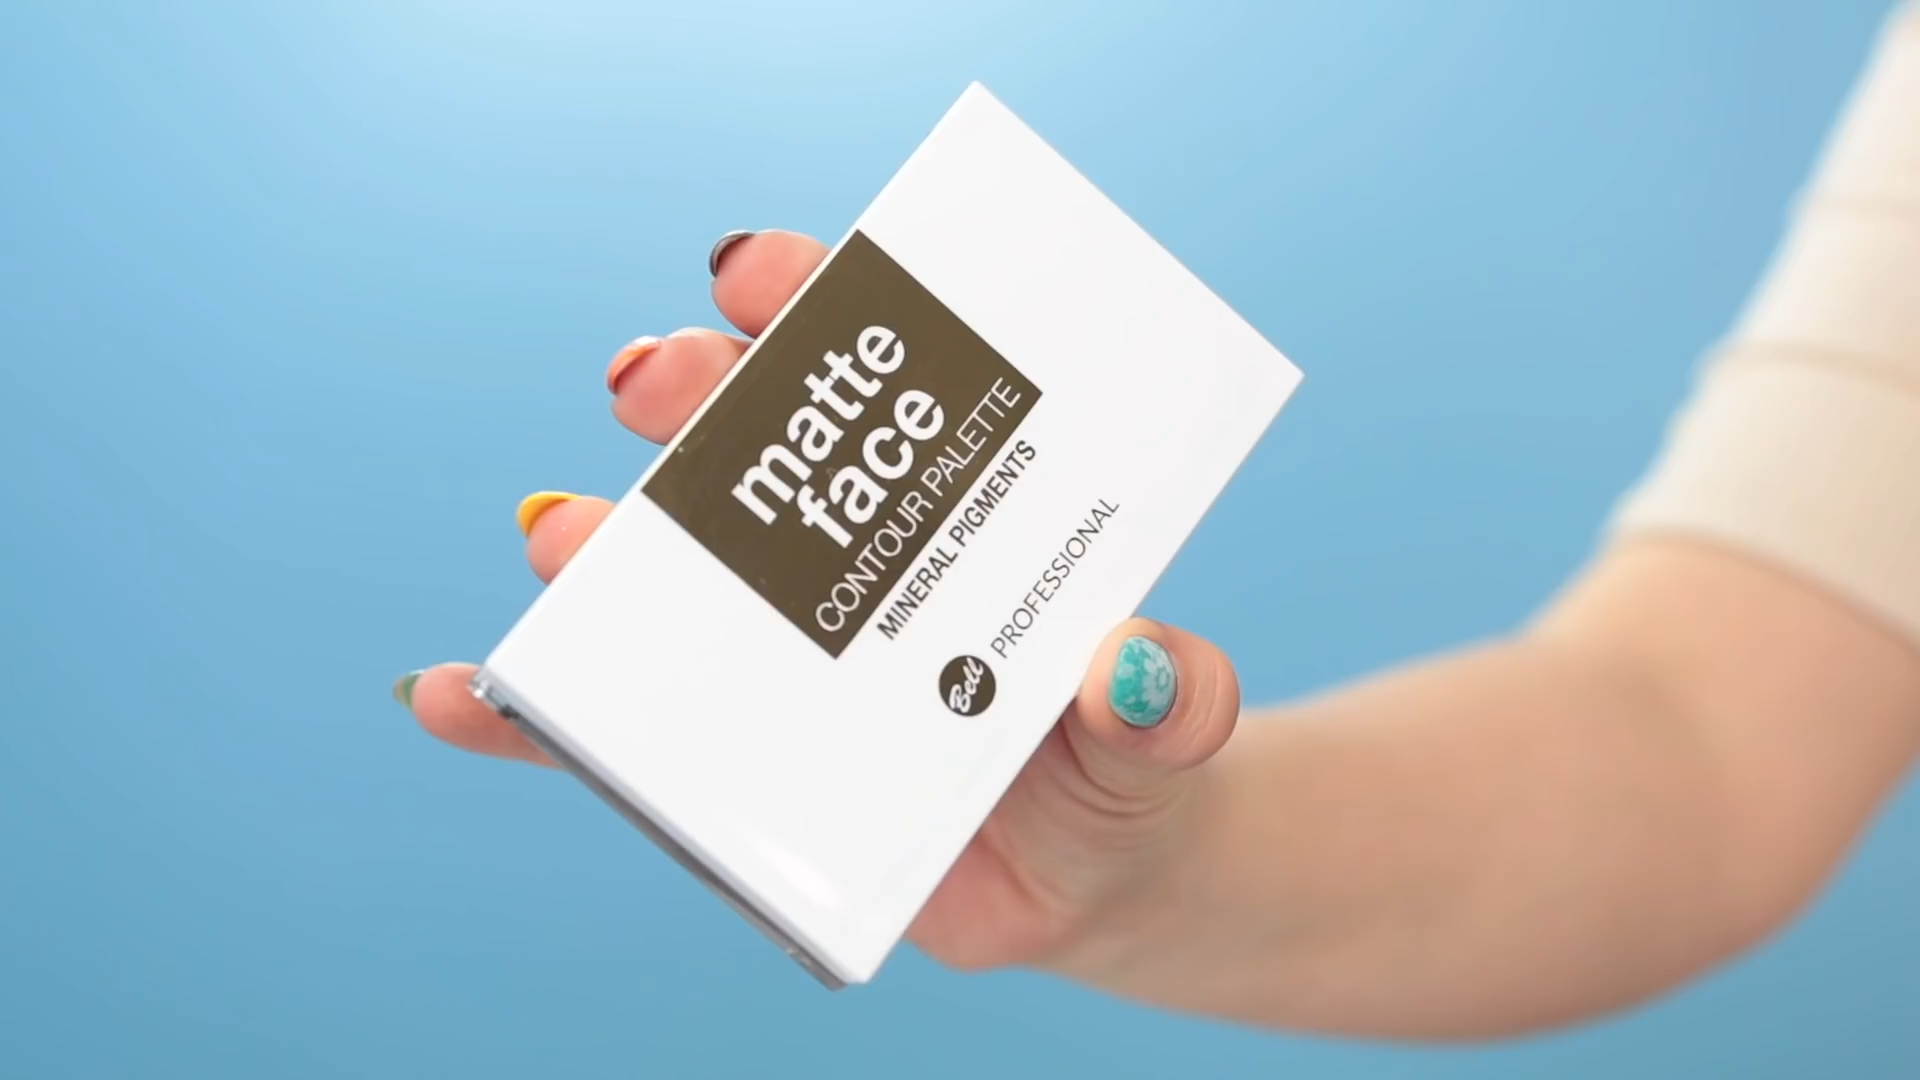 matte
face
CONTOUR PALETTE
MINERAL PIGMENTS
Bell PROFESSIONAL